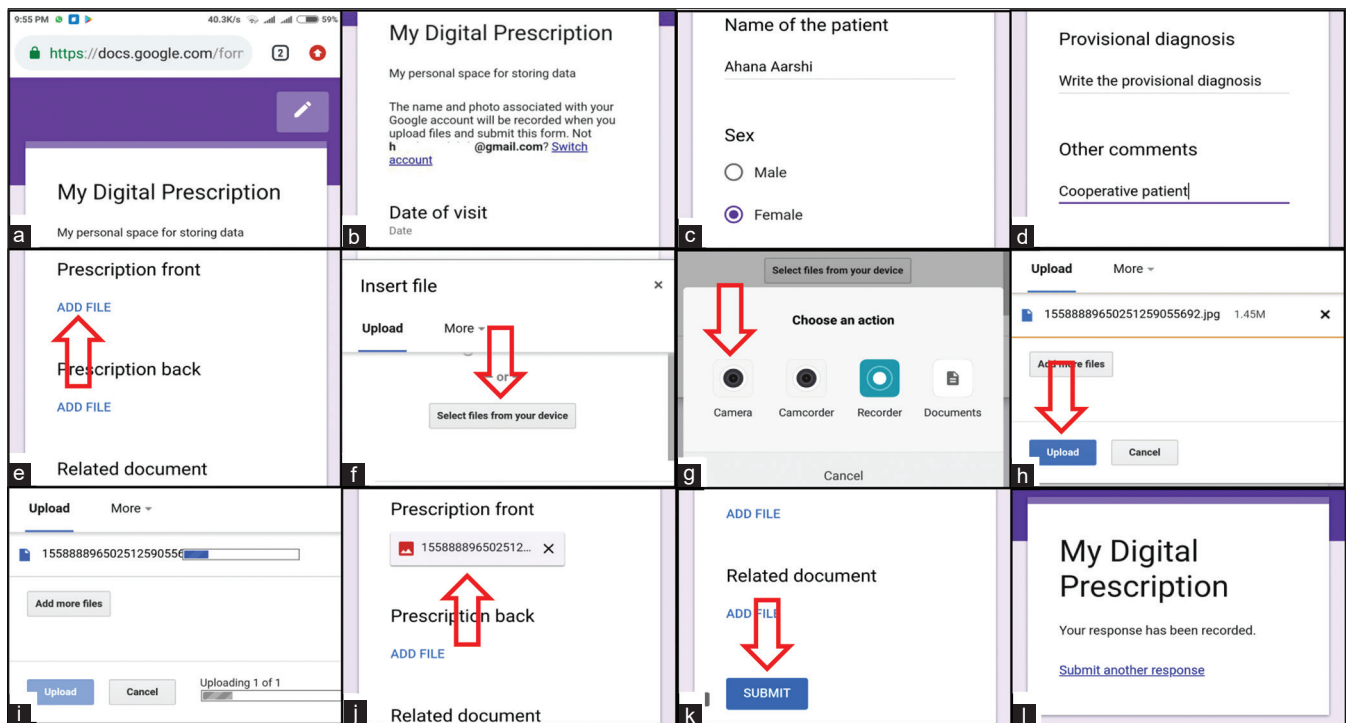 9:55 PM 40.3K/s 59%
https://docs.google.com/forr 2
My Digital Prescription
My personal space for storing data
a
My Digital Prescription
My personal space for storing data
The name and photo associated with your
Google account will be recorded when you
upload files and submit this form. Not
h @gmail.com? Switch
account
Date of visit
Date
b
Name of the patient
Ahana Aarshi
Sex
Male
Female
c
Provisional diagnosis
Write the provisional diagnosis
Other comments
Cooperative patient
d
Prescription front
ADD FILE
Prescription back
ADD FILE
Related document
e
Insert file ×
Upload More
or
Select files from your device
f
Select files from your device
Choose an action
Camera Camcorder Recorder Documents
Cancel
g
Upload More
15588889650251259055692.jpg 1.45M ×
Add more files
Upload Cancel
h
Upload More
1558888965025125905569
Add more files
Uploading 1 of 1
Upload Cancel
i
Prescription front
155888896502512... ×
Prescription back
ADD FILE
Related document
j
ADD FILE
Related document
ADD FILE
SUBMIT
k
My Digital
Prescription
Your response has been recorded.
Submit another response
l